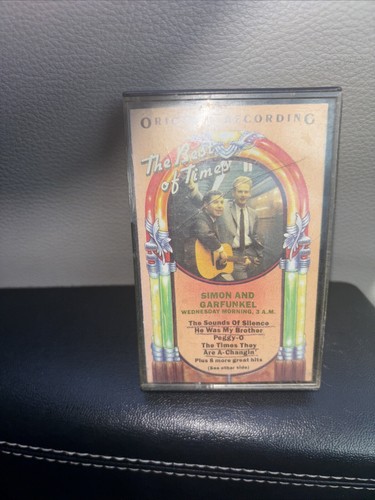 ORIGINAL RECORDING
The Best
of Times
SIMON AND
GARFUNKEL
WEDNESDAY MORNING, 3 A.M.
The Sounds Of Silence
He Was My Brother
Peggy-O
The Times They
Are A-Changin'
Plus 8 more great hits
(See other side)